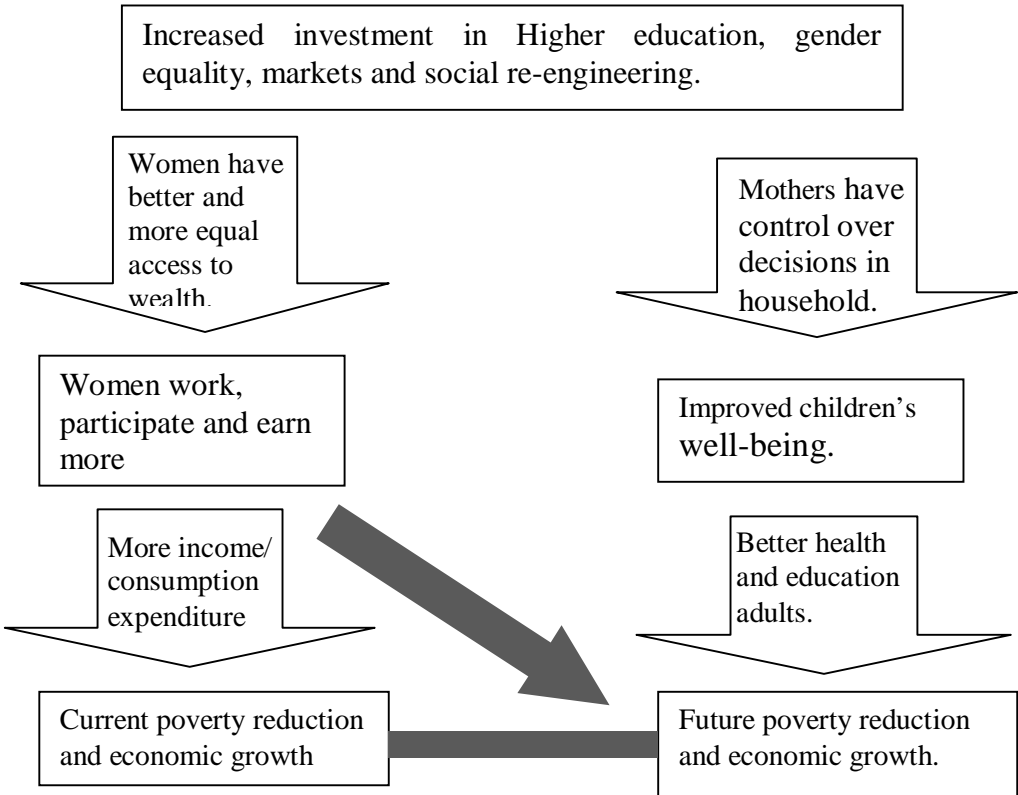 Increased investment in Higher education, gender
equality, markets and social re-engineering.
Women have
better and
more equal
access to
wealth.
Mothers have
control over
decisions in
household.
Women work,
participate and earn
more
Improved children's
well-being.
More income/
consumption
expenditure
Better health
and education
adults.
Current poverty reduction
and economic growth
Future poverty reduction
and economic growth.